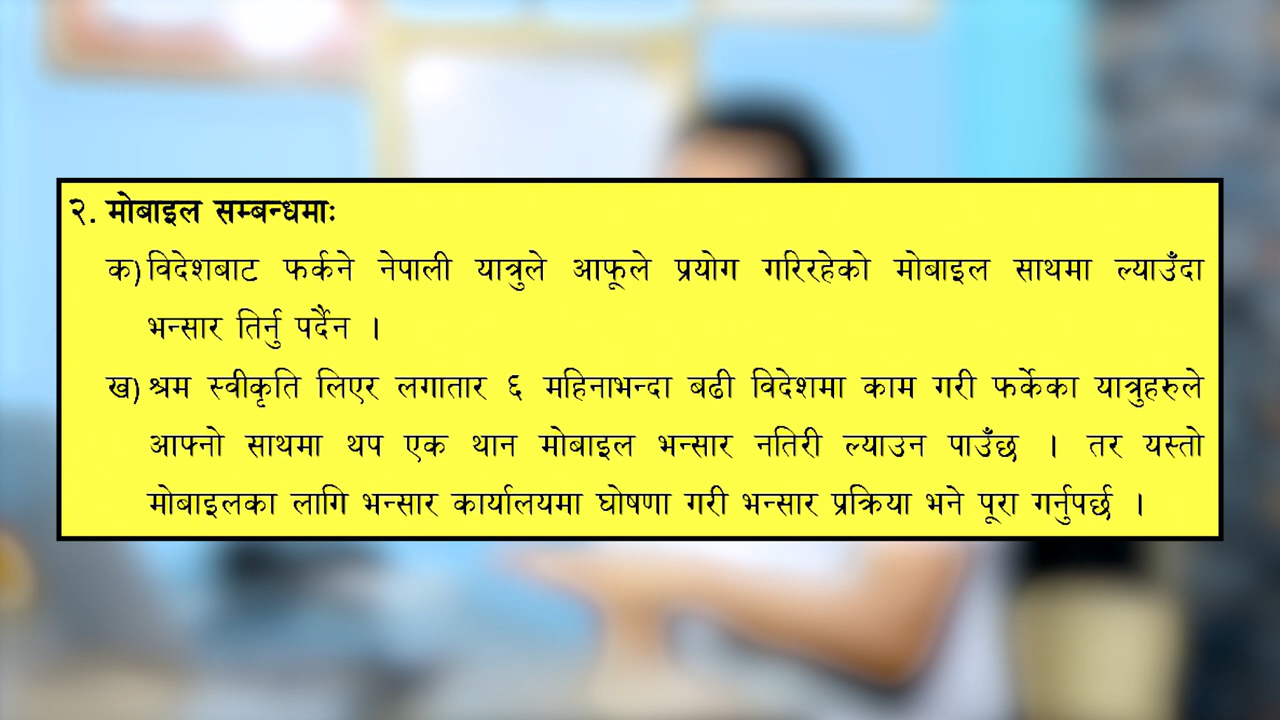 २. मोबाइल सम्बन्धमाः
क) विदेशबाट फर्कने नेपाली यात्रुले आफूले प्रयोग गरिरहेको मोबाइल साथमा ल्याउँदा
भन्सार तिर्नु पर्दैन ।
ख) श्रम स्वीकृति लिएर लगातार ६ महिनाभन्दा बढी विदेशमा काम गरी फर्केका यात्रुहरुले
आफ्नो साथमा थप एक थान मोबाइल भन्सार नतिरी ल्याउन पाउँछ । तर यस्तो
मोबाइलका लागि भन्सार कार्यालयमा घोषणा गरी भन्सार प्रक्रिया भने पूरा गर्नुपर्छ ।